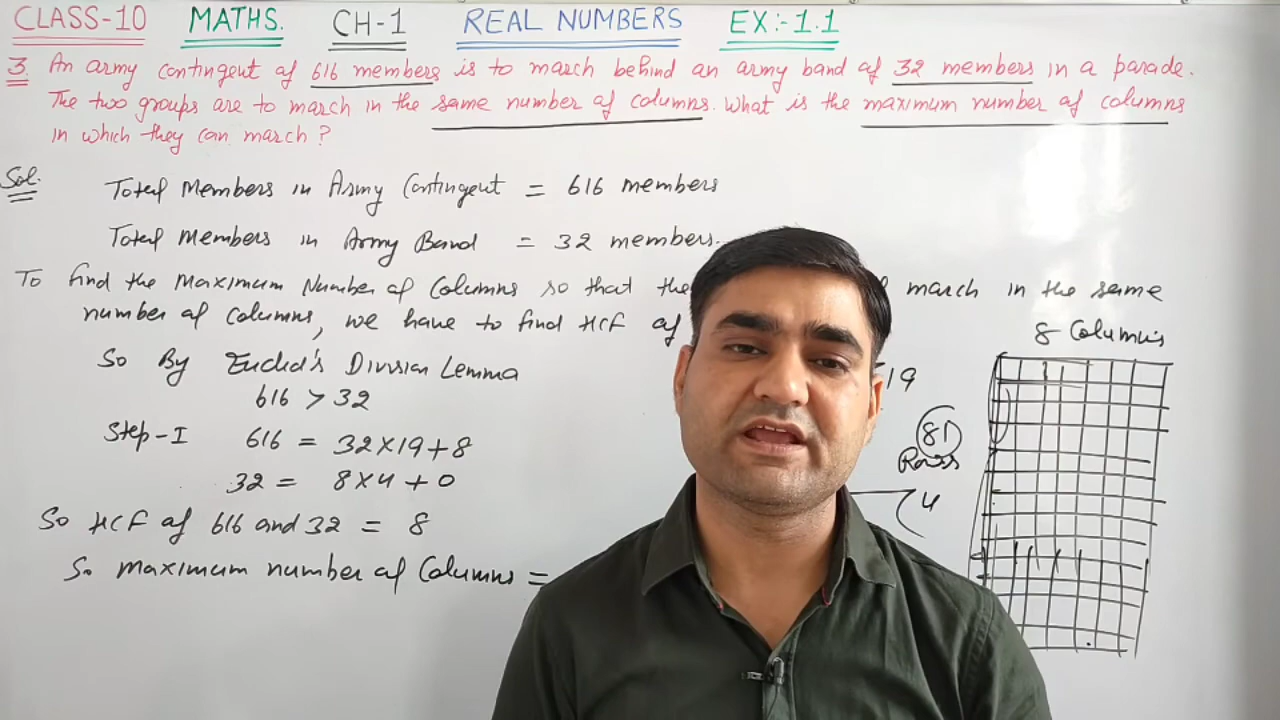 CLASS-10 MATHS. CH-1 REAL NUMBERS EX:-1.1
3. An army contingent of 616 members is to march behind an army band of 32 members in a parade.
The two groups are to march in the same number of columns. What is the maximum number of columns
in which they can march?
Sol. Total Members in Army Contingent = 616 members
Total Members in Army Band = 32 members.
To find the Maximum Number of Columns so that the march in the same
number of Columns, we have to find HCF of
8 Columns
So By Euclid's Division Lemma
616 > 32
19
Step-I 616 = 32×19+8
81
Rows
32 = 8×4+0
4
So HCF of 616 and 32 = 8
So maximum number of Columns =